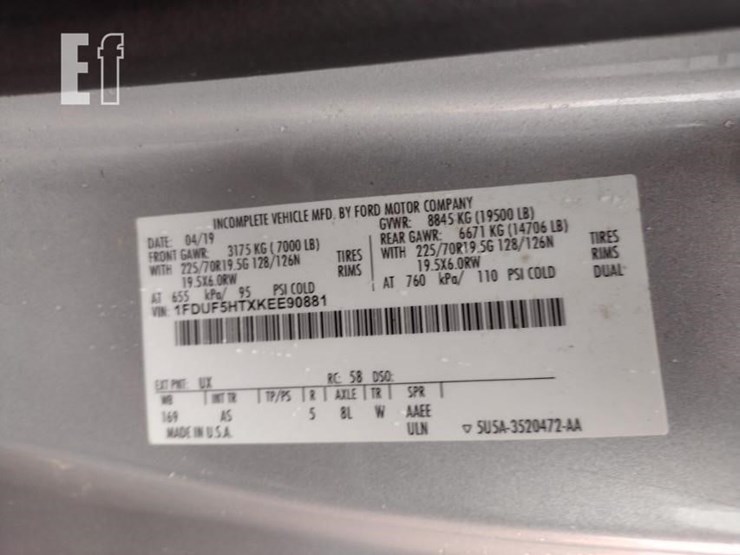 Ef
INCOMPLETE VEHICLE MFD. BY FORD MOTOR COMPANY
DATE: 04/19 GVWR: 8845 KG (19500 LB)
FRONT GAWR: 3175 KG (7000 LB) REAR GAWR: 6671 KG (14706 LB)
WITH 225/70R19.5G 128/126N TIRES WITH 225/70R19.5G 128/126N TIRES
19.5X6.0RW RIMS 19.5X6.0RW RIMS
AT 655 kPa/ 95 PSI COLD AT 760 kPa/ 110 PSI COLD DUAL
VIN: 1FDUF5HTXKEE90881
EXT PNT: UX RC: 58 DSO:
WB INT TR TP/PS R AXLE TR SPR
169 AS 5 8L W AAEE
MADE IN U.S.A. ULN ▽ 5U5A-3520472-AA